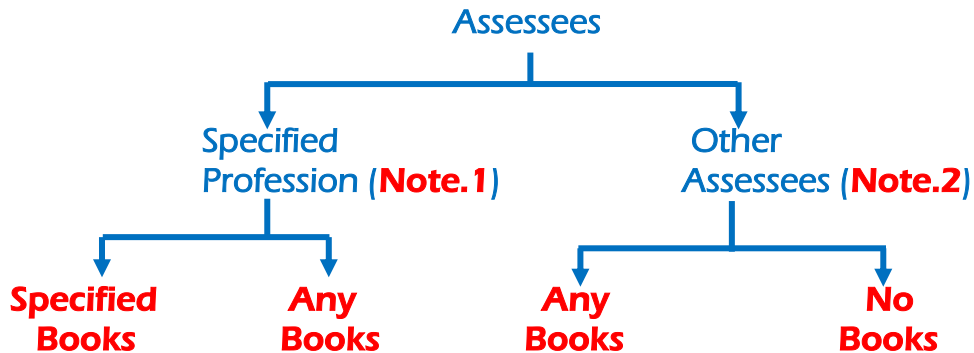 Assessees
Specified
Profession (Note.1)
Other
Assessees (Note.2)
Specified
Books
Any
Books
Any
Books
No
Books